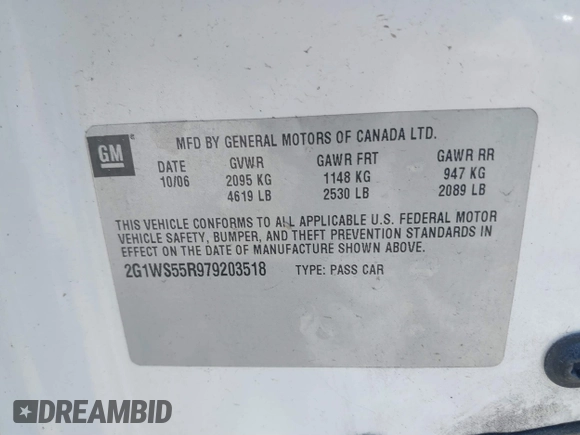 GM
MFD BY GENERAL MOTORS OF CANADA LTD.
DATE GVWR GAWR FRT GAWR RR
10/06 2095 KG 1148 KG 947 KG
4619 LB 2530 LB 2089 LB
THIS VEHICLE CONFORMS TO ALL APPLICABLE U.S. FEDERAL MOTOR
VEHICLE SAFETY, BUMPER, AND THEFT PREVENTION STANDARDS IN
EFFECT ON THE DATE OF MANUFACTURE SHOWN ABOVE.
2G1WS55R979203518 TYPE: PASS CAR
DREAMBID